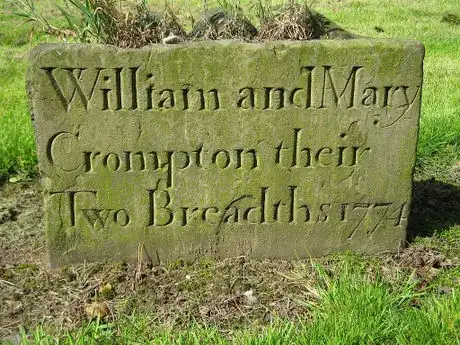 William and Mary
Crompton their
Two Breadths 1774